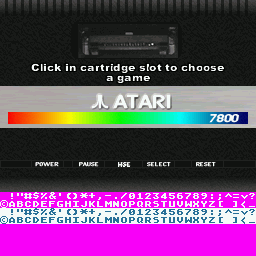 Click in cartridge slot to choose
a game
ATARI
7800
POWER PAUSE HSE SELECT RESET
!"#$%&'()*+,-./0123456789:;^=v?
©ABCDEFGHIJKLMNOPQRSTUVWXYZ[ ](_
!"#$%&'()*+,-./0123456789:;^=v?
©ABCDEFGHIJKLMNOPQRSTUVWXYZ[ ](_